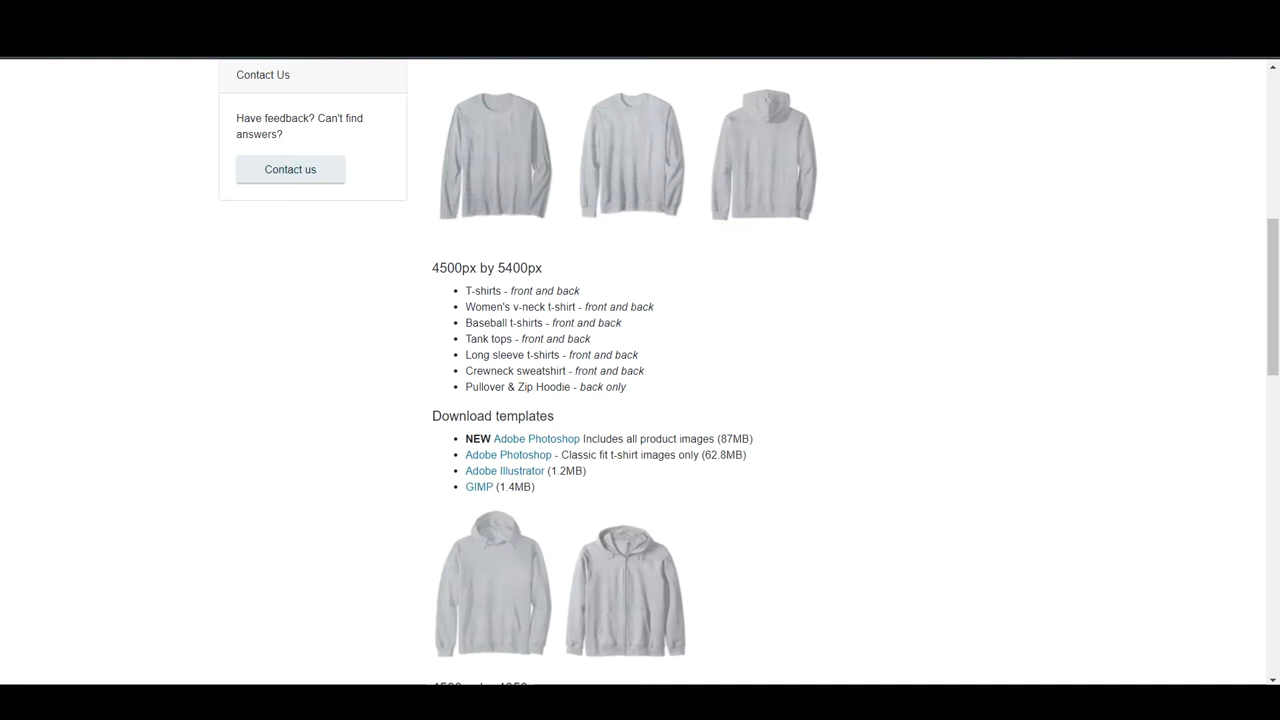 Contact Us
Have feedback? Can't find
answers?
Contact us
4500px by 5400px
• T-shirts - front and back
• Women's v-neck t-shirt - front and back
• Baseball t-shirts - front and back
• Tank tops - front and back
• Long sleeve t-shirts - front and back
• Crewneck sweatshirt - front and back
• Pullover & Zip Hoodie - back only
Download templates
• NEW Adobe Photoshop Includes all product images (87MB)
• Adobe Photoshop - Classic fit t-shirt images only (62.8MB)
• Adobe Illustrator (1.2MB)
• GIMP (1.4MB)